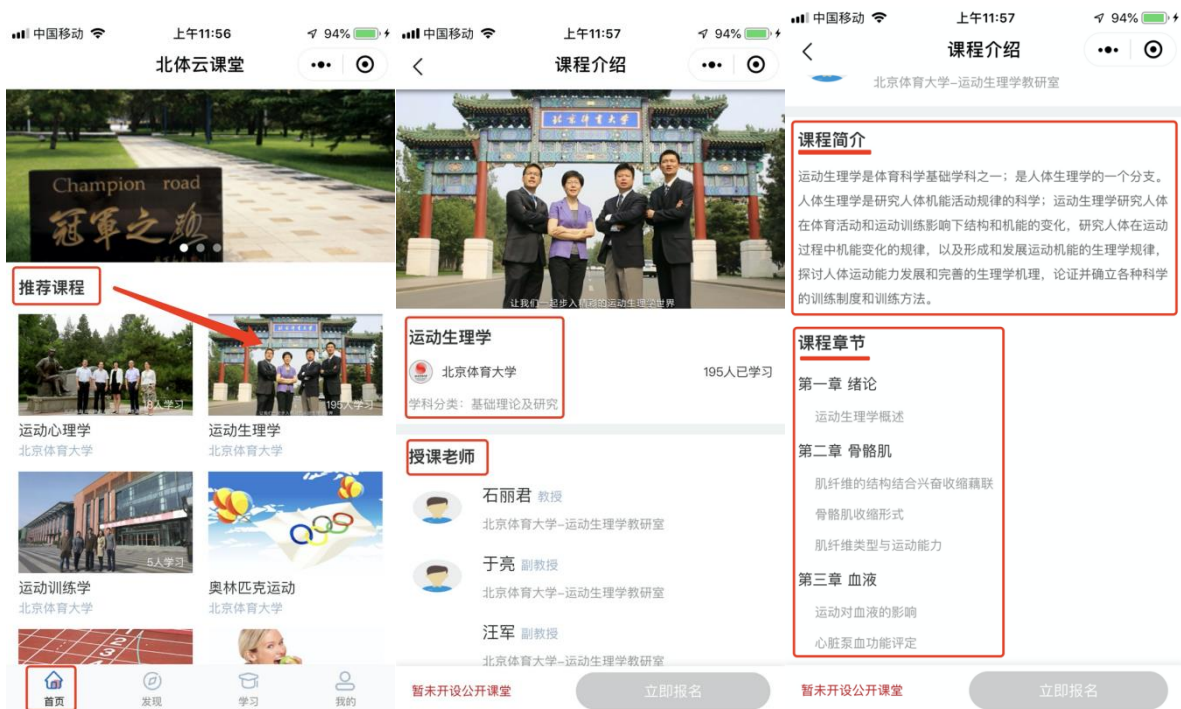 中国移动
上午11:56
94%
北体云课堂
Champion road
冠軍之路
推荐课程
8人学习
195人学习
运动心理学
北京体育大学
运动生理学
北京体育大学
5人学习
运动训练学
北京体育大学
奥林匹克运动
北京体育大学
首页
发现
学习
我的
中国移动
上午11:57
94%
课程介绍
北京体育大学
让我们一起步入精彩的运动生理学世界
运动生理学
北京体育大学
195人已学习
学科分类：基础理论及研究
授课老师
石丽君 教授
北京体育大学-运动生理学教研室
于亮 副教授
北京体育大学-运动生理学教研室
汪军 副教授
北京体育大学-运动生理学教研室
暂未开设公开课堂
立即报名
中国移动
上午11:57
94%
课程介绍
北京体育大学-运动生理学教研室
课程简介
运动生理学是体育科学基础学科之一；是人体生理学的一个分支。
人体生理学是研究人体机能活动规律的科学；运动生理学研究人体
在体育活动和运动训练影响下结构和机能的变化，研究人体在运动
过程中机能变化的规律，以及形成和发展运动机能的生理学规律，
探讨人体运动能力发展和完善的生理学机理，论证并确立各种科学
的训练制度和训练方法。
课程章节
第一章 绪论
运动生理学概述
第二章 骨骼肌
肌纤维的结构结合兴奋收缩藕联
骨骼肌收缩形式
肌纤维类型与运动能力
第三章 血液
运动对血液的影响
心脏泵血功能评定
暂未开设公开课堂
立即报名